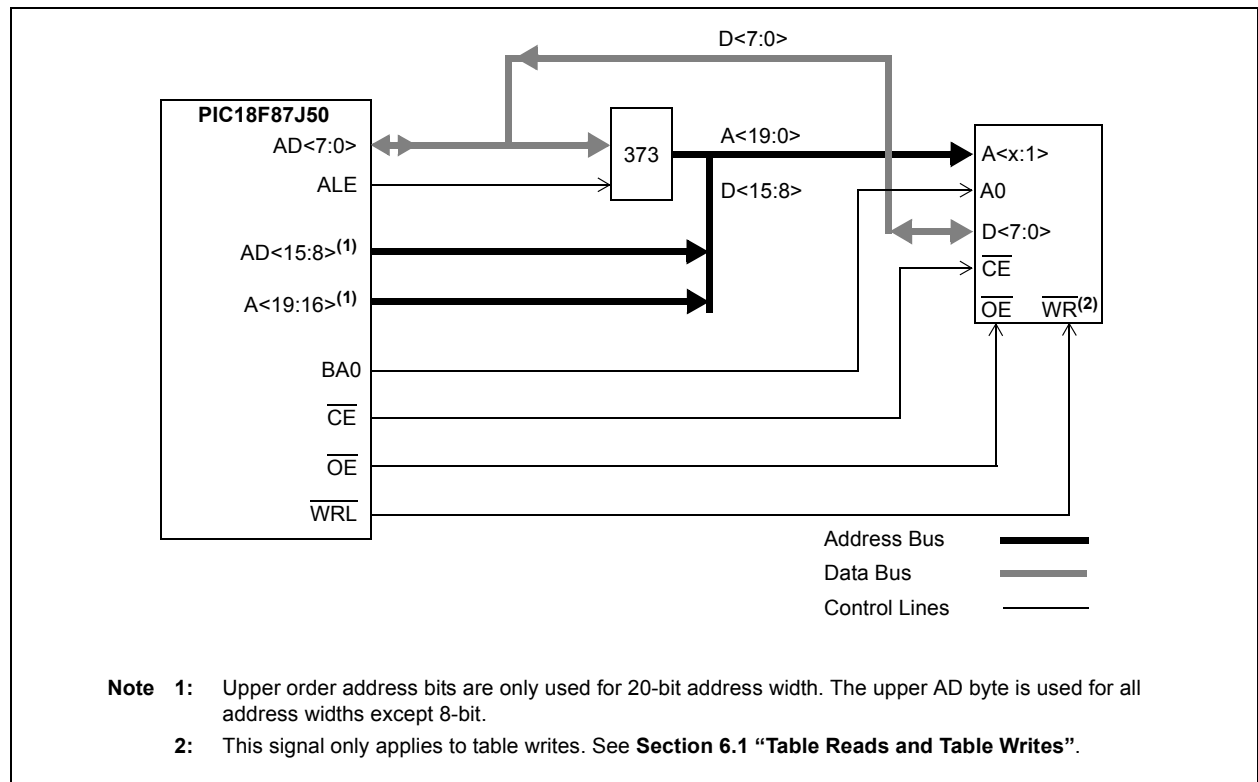 D<7:0>
PIC18F87J50
AD<7:0>
373
A<19:0>
A<x:1>
ALE
D<15:8>
A0
AD<15:8>(1)
D<7:0>
CE
A<19:16>(1)
OE WR(2)
BA0
CE
OE
WRL
Address Bus
Data Bus
Control Lines
Note 1: Upper order address bits are only used for 20-bit address width. The upper AD byte is used for all
address widths except 8-bit.
2: This signal only applies to table writes. See Section 6.1 “Table Reads and Table Writes”.